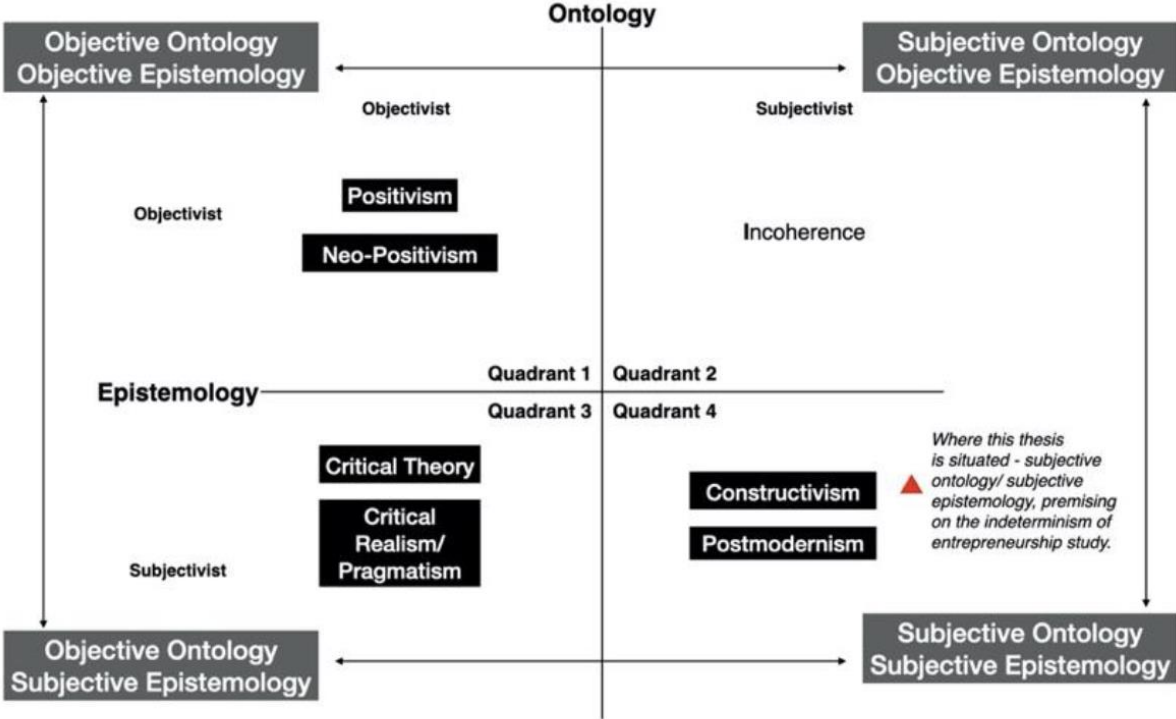 Ontology
Objective Ontology
Objective Epistemology
Subjective Ontology
Objective Epistemology
Objectivist
Subjectivist
Objectivist
Positivism
Neo-Positivism
Incoherence
Quadrant 1
Quadrant 2
Epistemology
Quadrant 3
Quadrant 4
Critical Theory
Critical
Realism/
Pragmatism
Subjectivist
Constructivism
Postmodernism
Where this thesis
is situated - subjective
ontology/ subjective
epistemology, premising
on the indeterminism of
entrepreneurship study.
Objective Ontology
Subjective Epistemology
Subjective Ontology
Subjective Epistemology